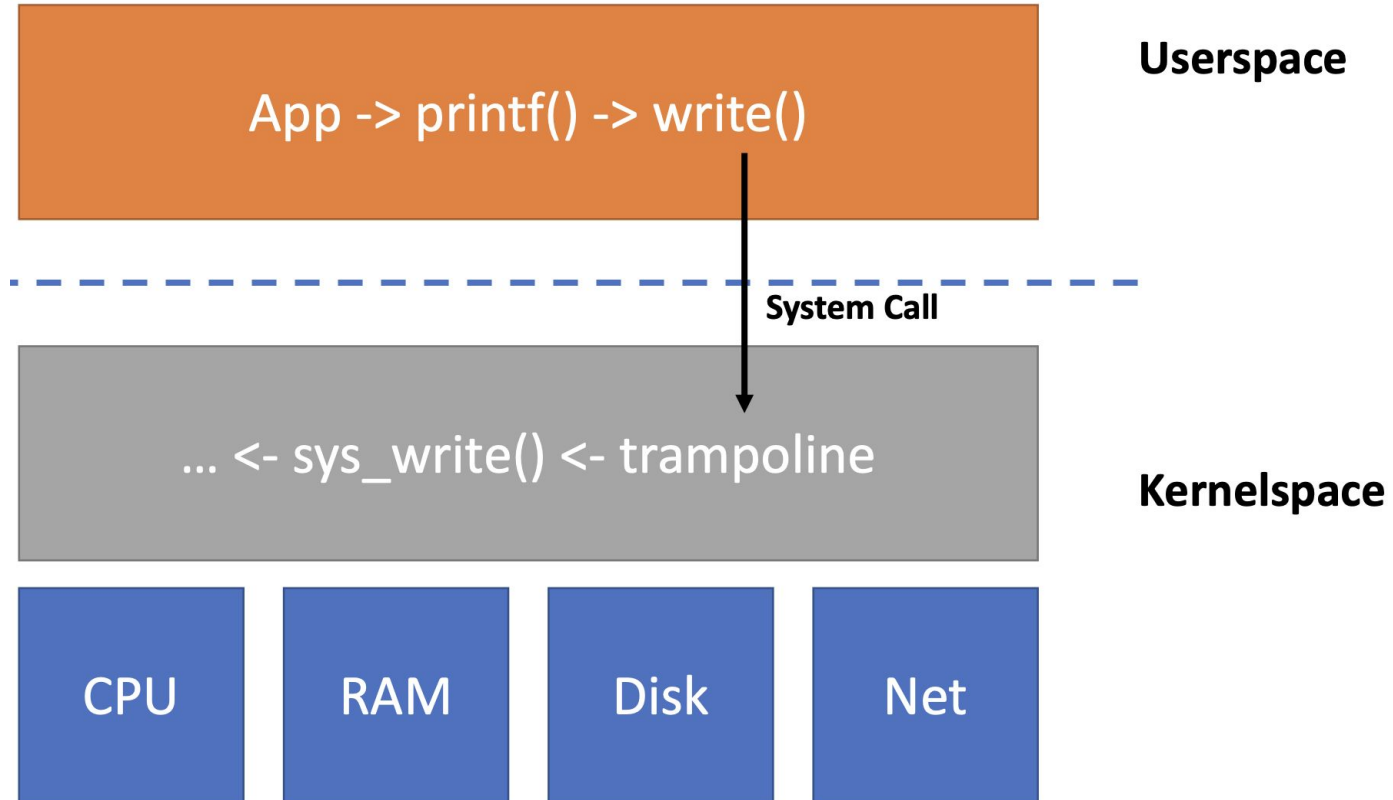 Userspace
App -> printf() -> write()
System Call
... <- sys_write() <- trampoline
Kernelspace
CPU
RAM
Disk
Net